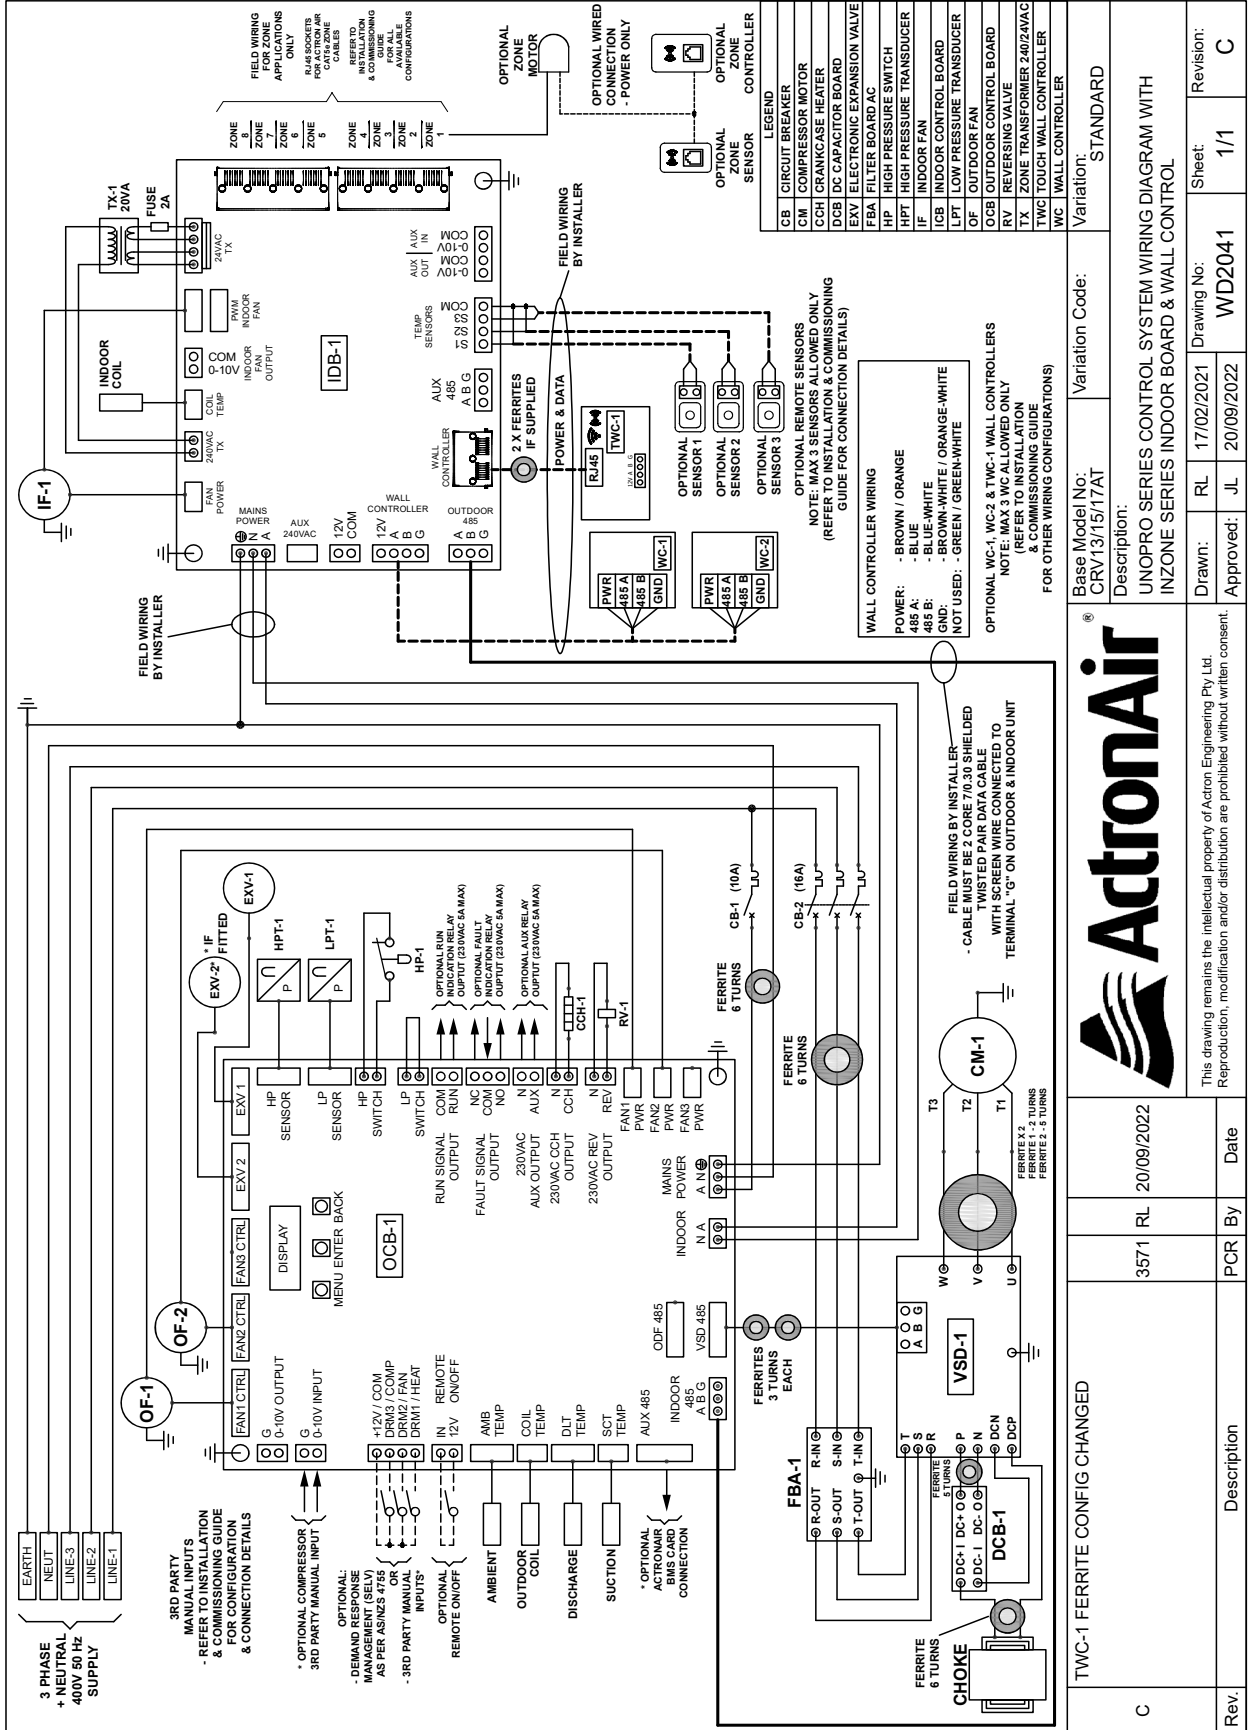 3 PHASE
+ NEUTRAL
400V 50 Hz
SUPPLY
EARTH
NEUT
LINE-3
LINE-2
LINE-1
3RD PARTY
MANUAL INPUTS
- REFER TO INSTALLATION
& COMMISSIONING GUIDE
FOR CONFIGURATION
& CONNECTION DETAILS
* OPTIONAL COMPRESSOR
3RD PARTY MANUAL INPUT
OPTIONAL:
- DEMAND RESPONSE
MANAGEMENT (SELV)
AS PER AS/NZS 4755
OR
- 3RD PARTY MANUAL
INPUTS*
OPTIONAL
REMOTE ON/OFF
AMBIENT
OUTDOOR
COIL
DISCHARGE
SUCTION
* OPTIONAL
ACTRONAIR
BMS CARD
CONNECTION
OF-1
OF-2
EXV-2*
* IF
FITTED
EXV-1
FAN1 CTRL
FAN2 CTRL
FAN3 CTRL
EXV 2
EXV 1
G
0-10V OUTPUT
G
0-10V INPUT
+12V / COM
DRM3 / COMP
DRM2 / FAN
DRM1 / HEAT
IN
12V
REMOTE
ON/OFF
AMB
TEMP
COIL
TEMP
DLT
TEMP
SCT
TEMP
AUX 485
INDOOR
485
A B G
DISPLAY
MENU ENTER BACK
OCB-1
ODF 485
VSD 485
INDOOR
N A
MAINS
POWER
A N
HP
SENSOR
LP
SENSOR
HP
SWITCH
LP
SWITCH
RUN SIGNAL
OUTPUT
COM
RUN
FAULT SIGNAL
OUTPUT
NC
COM
NO
230VAC
AUX OUTPUT
N
AUX
230VAC CCH
OUTPUT
N
CCH
230VAC REV
OUTPUT
N
REV
FAN1
PWR
FAN2
PWR
FAN3
PWR
HPT-1
P
LPT-1
P
HP-1
OPTIONAL RUN
INDICATION RELAY
OUPTUT (230VAC 5A MAX)
OPTIONAL FAULT
INDICATION RELAY
OUPTUT (230VAC 5A MAX)
OPTIONAL AUX RELAY
OUPTUT (230VAC 5A MAX)
CCH-1
RV-1
FERRITE
6 TURNS
CB-1 (10A)
CB-2 (16A)
FERRITE
6 TURNS
FERRITES
3 TURNS
EACH
FBA-1
R-OUT R-IN
S-OUT S-IN
T-OUT T-IN
FERRITE
5 TURNS
DC+ I DC+ O
DC- I DC- O
DCB-1
FERRITE
6 TURNS
CHOKE
T
S
R
P
N
DCN
DCP
A B G
VSD-1
W
V
U
T3
T2
T1
CM-1
FERRITE X 2
FERRITE 1 - 2 TURNS
FERRITE 2 - 5 TURNS
FIELD WIRING BY INSTALLER
- CABLE MUST BE 2 CORE 7/0.30 SHIELDED
TWISTED PAIR DATA CABLE
WITH SCREEN WIRE CONNECTED TO
TERMINAL "G" ON OUTDOOR & INDOOR UNIT
FIELD WIRING
BY INSTALLER
IF-1
INDOOR
COIL
TX-1
20VA
FUSE
2A
FAN
POWER
240VAC
TX
COIL
TEMP
COM
0-10V
INDOOR
FAN
OUTPUT
PWM
INDOOR
FAN
24VAC
TX
IDB-1
MAINS
POWER
N
A
AUX
240VAC
12V
COM
WALL
CONTROLLER
12V
A
B
G
OUTDOOR
485
A
B
G
WALL
CONTROLLER
AUX
485
A B G
TEMP
SENSORS
S1
S2
S3
COM
AUX
OUT
AUX
IN
0-10V
COM
0-10V
COM
FIELD WIRING
FOR ZONE
APPLICATIONS
ONLY
RJ45 SOCKETS
FOR ACTRON AIR
CAT5e ZONE
CABLES
REFER TO
INSTALLATION
& COMMISSIONING
GUIDE
FOR ALL
AVAILABLE
CONFIGURATIONS
ZONE
8
ZONE
7
ZONE
6
ZONE
5
ZONE
4
ZONE
3
ZONE
2
ZONE
1
OPTIONAL
ZONE
MOTOR
OPTIONAL WIRED
CONNECTION
- POWER ONLY
OPTIONAL
ZONE
SENSOR
OPTIONAL
ZONE
CONTROLLER
FIELD WIRING
BY INSTALLER
2 X FERRITES
IF SUPPLIED
POWER & DATA
RJ45
TWC-1
12V A B G
PWR
485 A
485 B
GND
WC-1
PWR
485 A
485 B
GND
WC-2
OPTIONAL
SENSOR 1
OPTIONAL
SENSOR 2
OPTIONAL
SENSOR 3
OPTIONAL REMOTE SENSORS
NOTE: MAX 3 SENSORS ALLOWED ONLY
(REFER TO INSTALLATION & COMMISSIONING
GUIDE FOR CONNECTION DETAILS)
WALL CONTROLLER WIRING
POWER: - BROWN / ORANGE
485 A: - BLUE
485 B: - BLUE-WHITE
GND: - BROWN-WHITE / ORANGE-WHITE
NOT USED: - GREEN / GREEN-WHITE
OPTIONAL WC-1, WC-2 & TWC-1 WALL CONTROLLERS
NOTE: MAX 3 WC ALLOWED ONLY
(REFER TO INSTALLATION
& COMMISSIONING GUIDE
FOR OTHER WIRING CONFIGURATIONS)
LEGEND
CB CIRCUIT BREAKER
CM COMPRESSOR MOTOR
CCH CRANKCASE HEATER
DCB DC CAPACITOR BOARD
EXV ELECTRONIC EXPANSION VALVE
FBA FILTER BOARD AC
HP HIGH PRESSURE SWITCH
HPT HIGH PRESSURE TRANSDUCER
IF INDOOR FAN
ICB INDOOR CONTROL BOARD
LPT LOW PRESSURE TRANSDUCER
OF OUTDOOR FAN
OCB OUTDOOR CONTROL BOARD
RV REVERSING VALVE
TX ZONE TRANSFORMER 240/24VAC
TWC TOUCH WALL CONTROLLER
WC WALL CONTROLLER
C TWC-1 FERRITE CONFIG CHANGED 3571 RL 20/09/2022
Rev. Description PCR By Date
ActronAir ®
This drawing remains the intellectual property of Actron Engineering Pty Ltd.
Reproduction, modification and/or distribution are prohibited without written consent.
Base Model No:
CRV13/15/17AT
Variation Code:
Variation:
STANDARD
Description:
UNOPRO SERIES CONTROL SYSTEM WIRING DIAGRAM WITH
INZONE SERIES INDOOR BOARD & WALL CONTROL
Drawn: RL 17/02/2021
Approved: JL 20/09/2022
Drawing No:
WD2041
Sheet:
1/1
Revision:
C